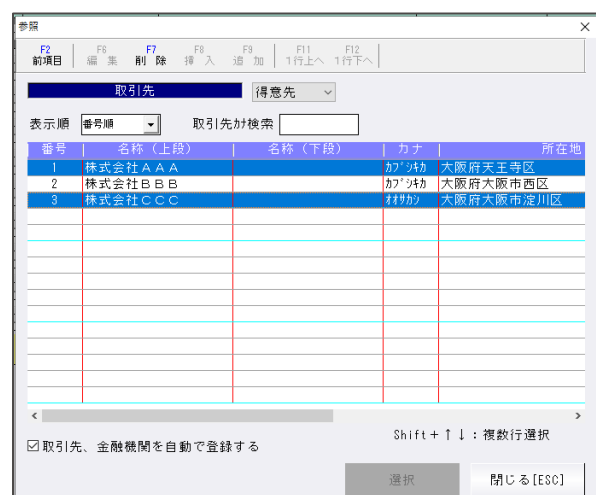 参照
F2 F6 F7 F8 F9 F11 F12
前項目 編 集 削 除 挿 入 追 加 1行上へ 1行下へ
取引先 得意先
表示順 番号順 取引先ｶﾅ検索
番号 名称(上段) 名称(下段) カナ 所在地
1 株式会社AAA ｶﾌﾞｼｷｶ 大阪府天王寺区
2 株式会社BBB ｶﾌﾞｼｷｶ 大阪府大阪市西区
3 株式会社CCC ｵｵｻｶｼ 大阪府大阪市淀川区
Shift+↑↓:複数行選択
取引先、金融機関を自動で登録する
選択 閉じる[ESC]